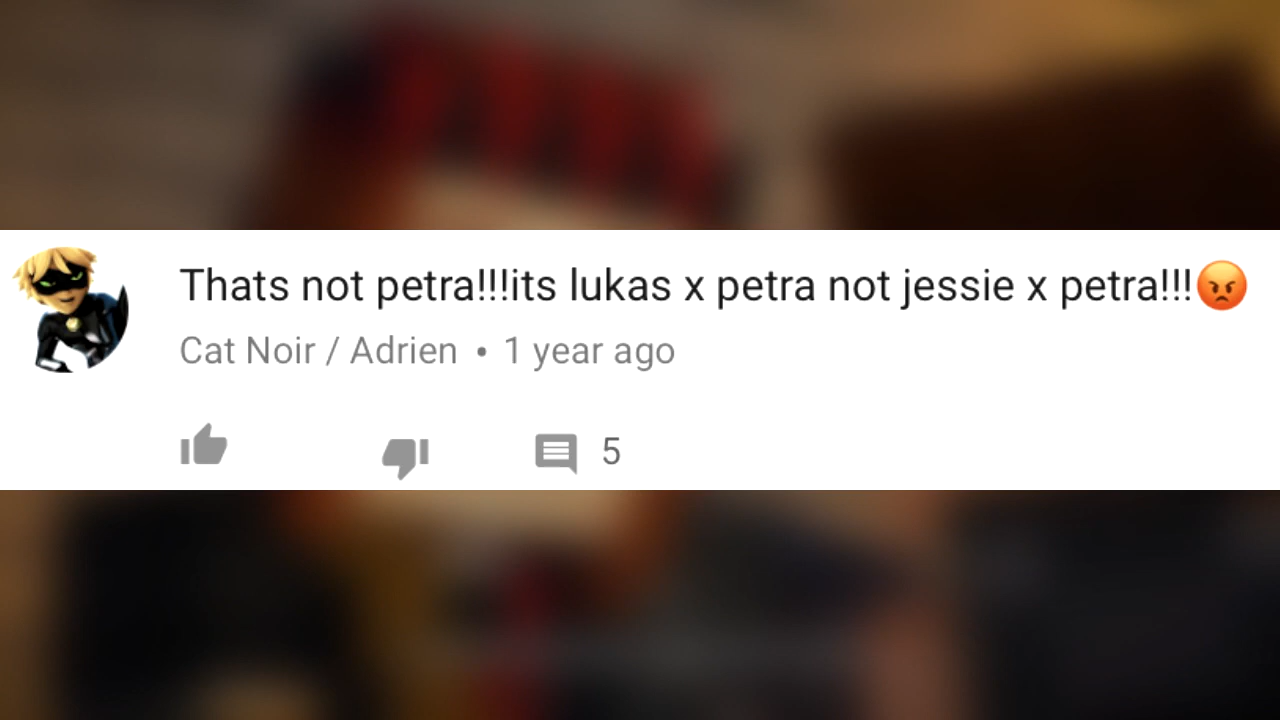 Thats not petra!!!its lukas x petra not jessie x petra!!!😡
Cat Noir / Adrien • 1 year ago
5